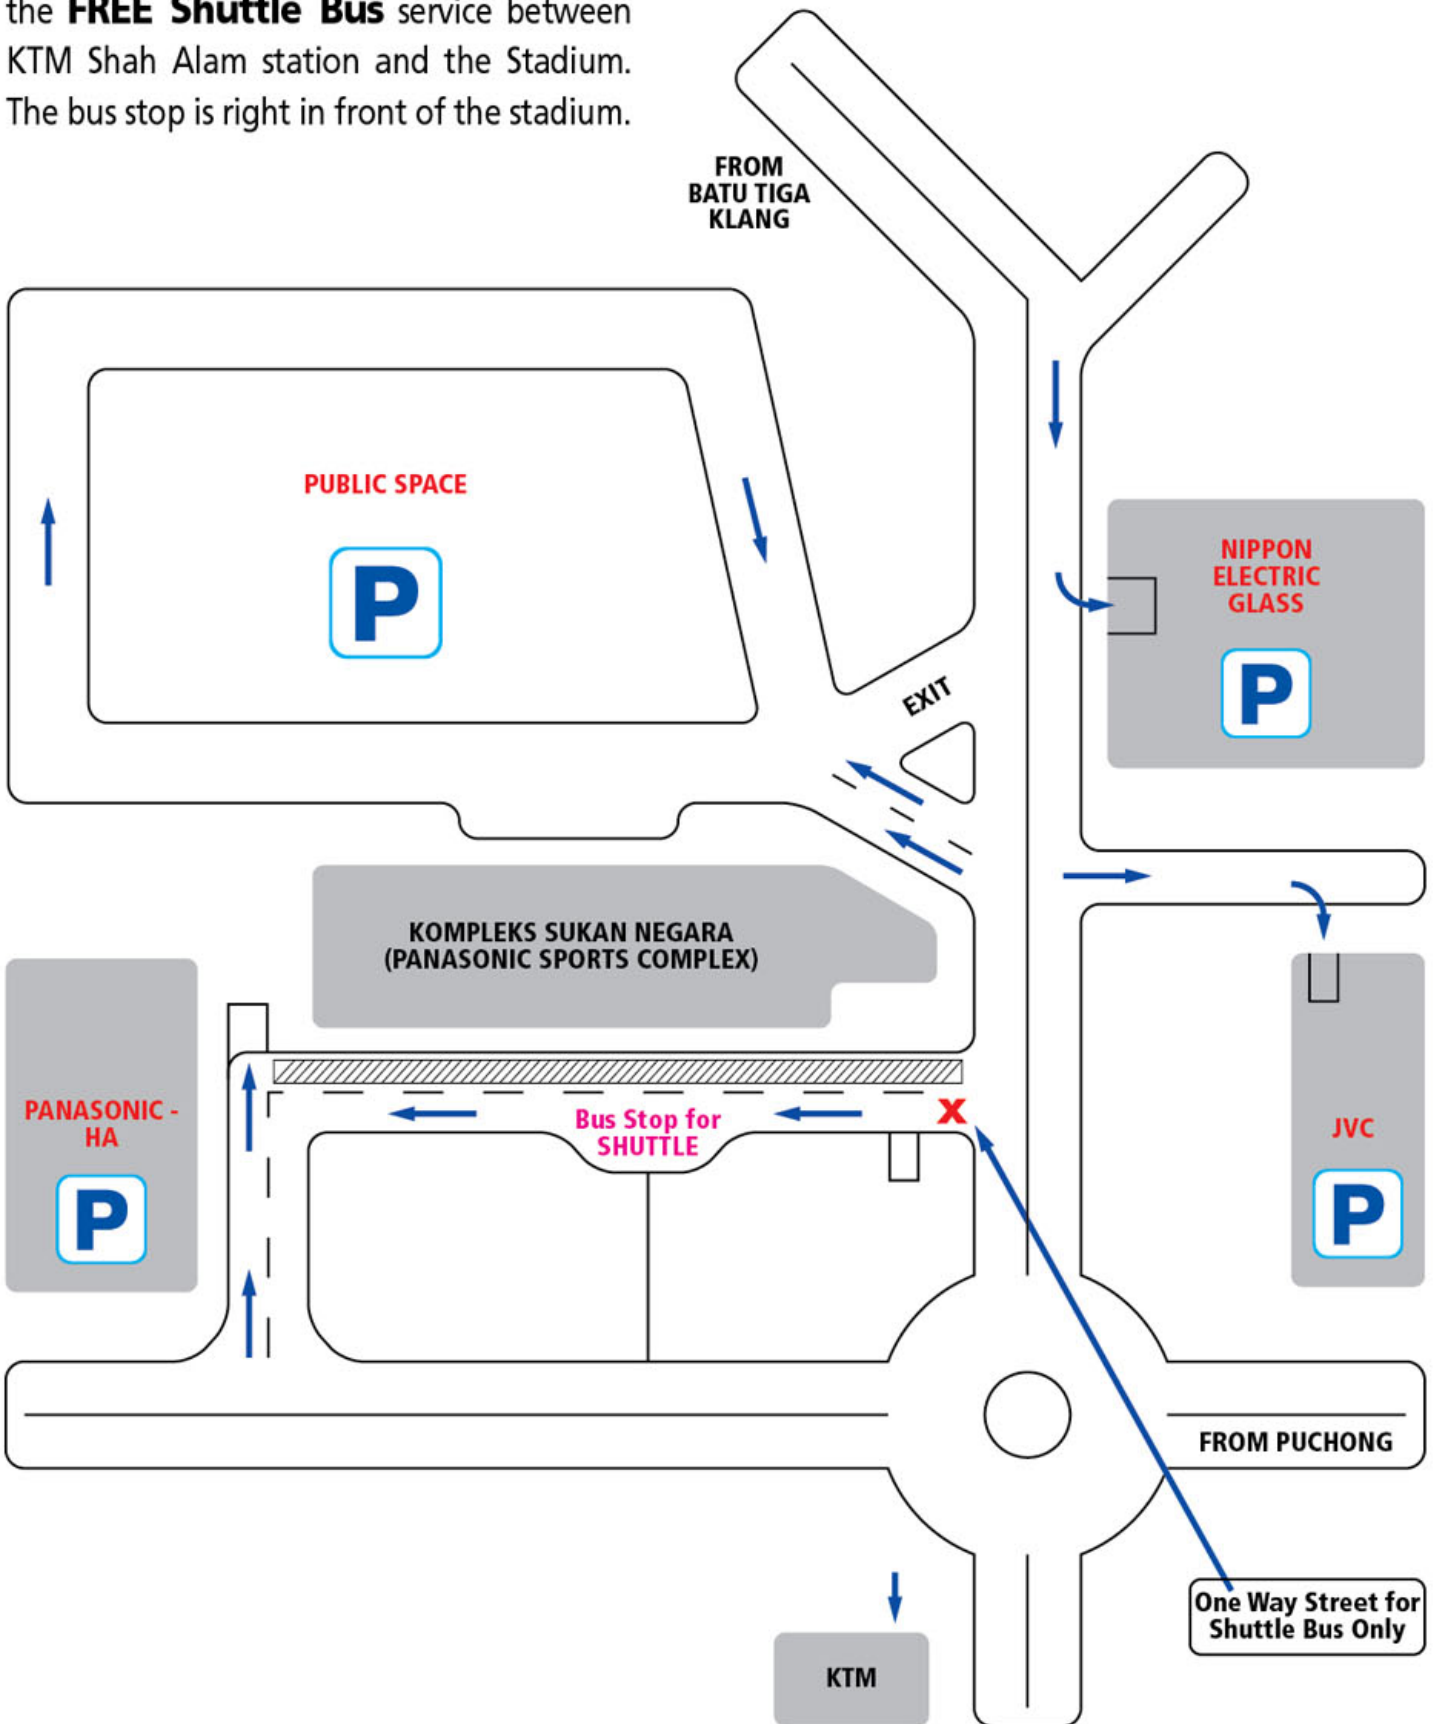 the FREE Shuttle Bus service between
KTM Shah Alam station and the Stadium.
The bus stop is right in front of the stadium.
FROM
BATU TIGA
KLANG
PUBLIC SPACE
P
NIPPON
ELECTRIC
GLASS
P
EXIT
KOMPLEKS SUKAN NEGARA
(PANASONIC SPORTS COMPLEX)
PANASONIC -
HA
P
Bus Stop for
SHUTTLE
X
JVC
P
FROM PUCHONG
One Way Street for
Shuttle Bus Only
KTM